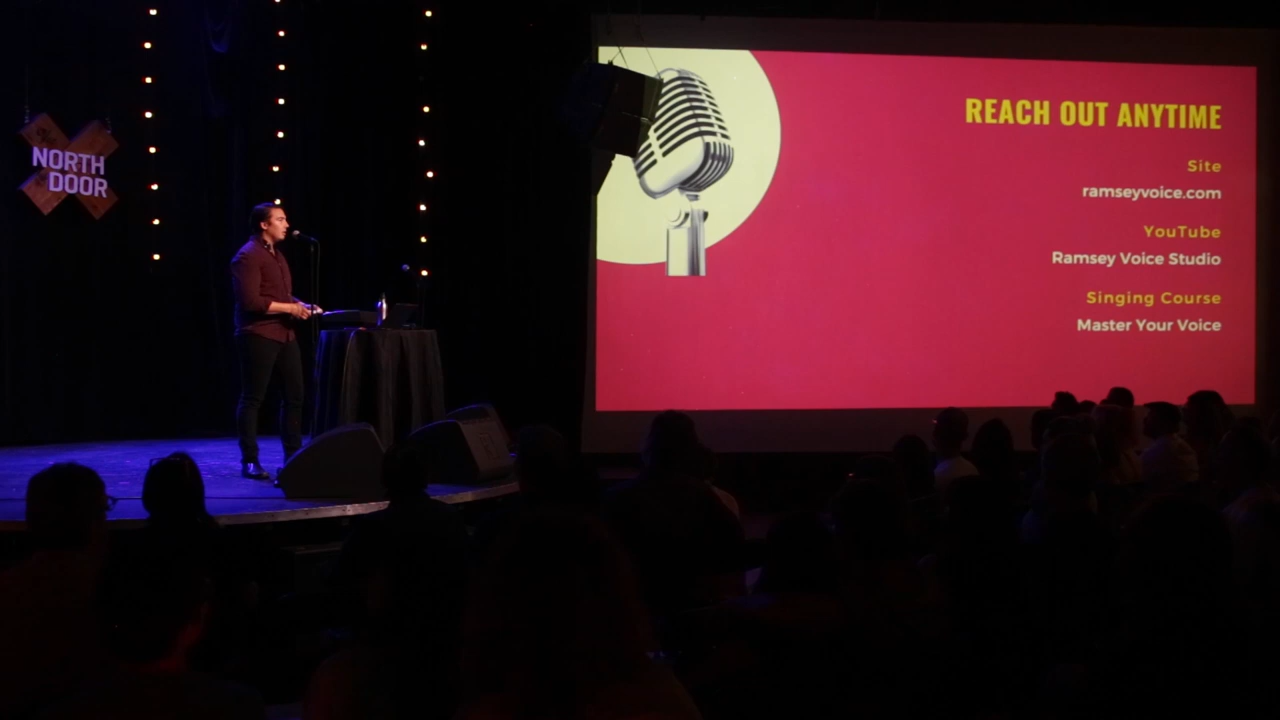 NORTH
DOOR
REACH OUT ANYTIME
Site
ramseyvoice.com
YouTube
Ramsey Voice Studio
Singing Course
Master Your Voice